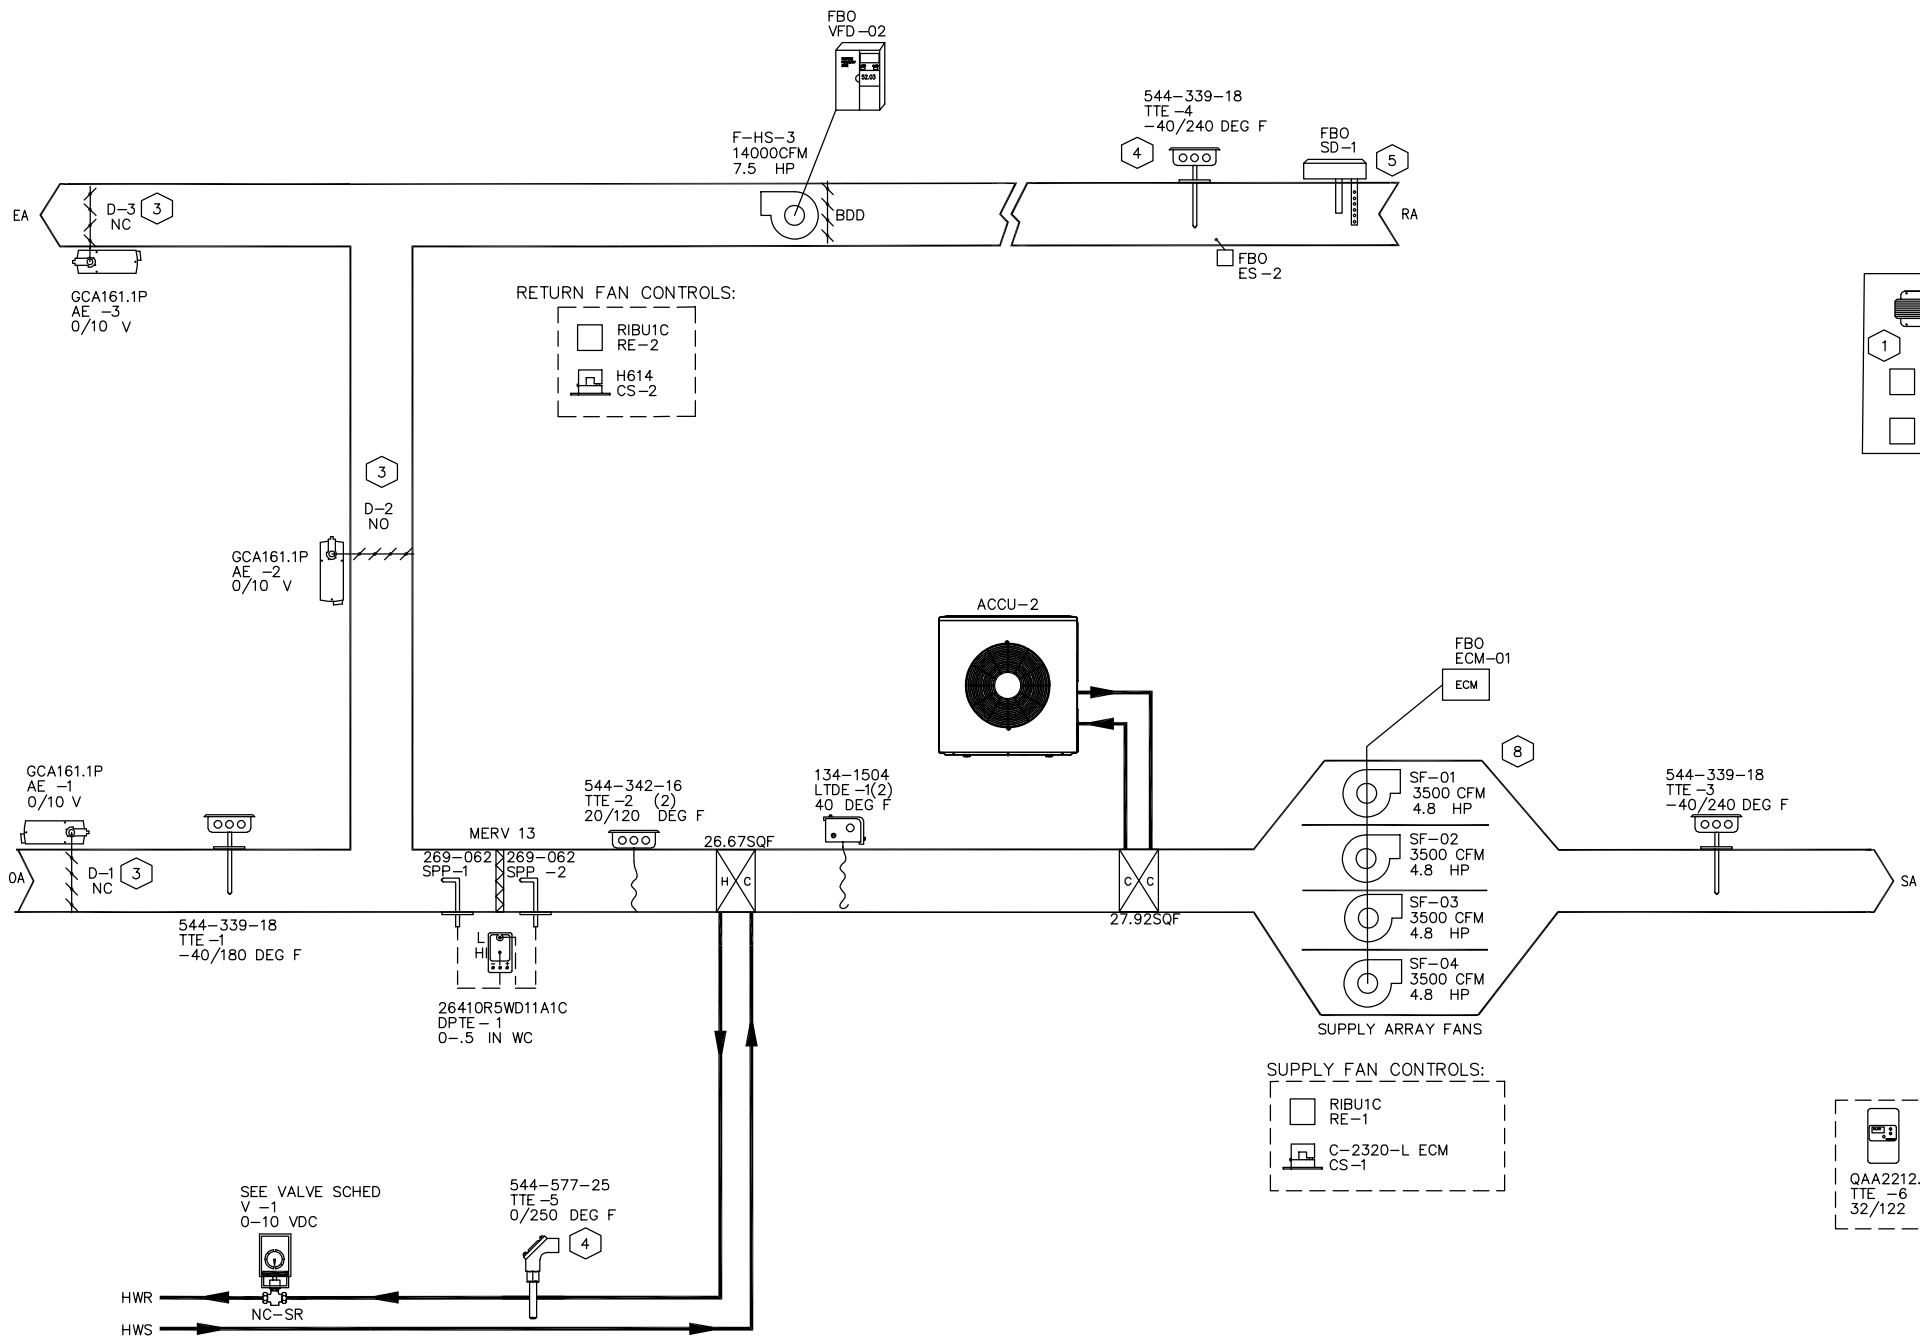 FBO
VFD-02
52.03
544-339-18
TTE-4
-40/240 DEG F
4
FBO
SD-1
5
F-HS-3
14000CFM
7.5 HP
EA
D-3
NC
3
BDD
RA
FBO
ES-2
GCA161.1P
AE -3
0/10 V
RETURN FAN CONTROLS:
RIBU1C
RE-2
H614
CS-2
1
3
D-2
NO
GCA161.1P
AE -2
0/10 V
ACCU-2
FBO
ECM-01
ECM
8
GCA161.1P
AE -1
0/10 V
544-342-16
TTE-2 (2)
20/120 DEG F
134-1504
LTDE-1(2)
40 DEG F
SF-01
3500 CFM
4.8 HP
544-339-18
TTE-3
-40/240 DEG F
MERV 13
26.67SQF
SF-02
3500 CFM
4.8 HP
269-062
SPP-1
269-062
SPP -2
OA
D-1
NC
3
H C
C C
SA
27.92SQF
SF-03
3500 CFM
4.8 HP
544-339-18
TTE-1
-40/180 DEG F
L
HI
SF-04
3500 CFM
4.8 HP
26410R5WD11A1C
DPTE-1
0-.5 IN WC
SUPPLY ARRAY FANS
SUPPLY FAN CONTROLS:
RIBU1C
RE-1
C-2320-L ECM
CS-1
SEE VALVE SCHED
V -1
0-10 VDC
544-577-25
TTE-5
0/250 DEG F
4
QAA2212.
TTE -6
32/122
HWR
NC-SR
HWS